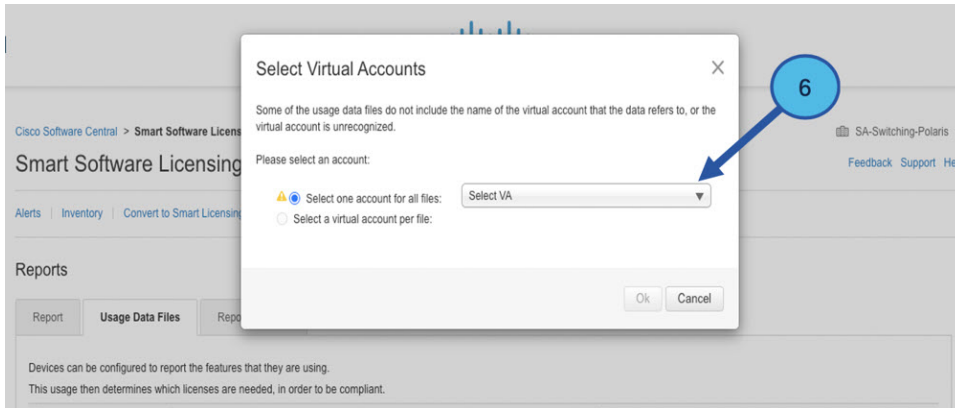 Select Virtual Accounts
6
Some of the usage data files do not include the name of the virtual account that the data refers to, or the
virtual account is unrecognized.
Please select an account:
Select one account for all files:
Select VA
Select a virtual account per file:
Ok
Cancel
Cisco Software Central > Smart Software Licens
SA-Switching-Polaris
Smart Software Licensing
Feedback Support He
Alerts | Inventory | Convert to Smart Licensing
Reports
Report
Usage Data Files
Repo
Devices can be configured to report the features that they are using.
This usage then determines which licenses are needed, in order to be compliant.